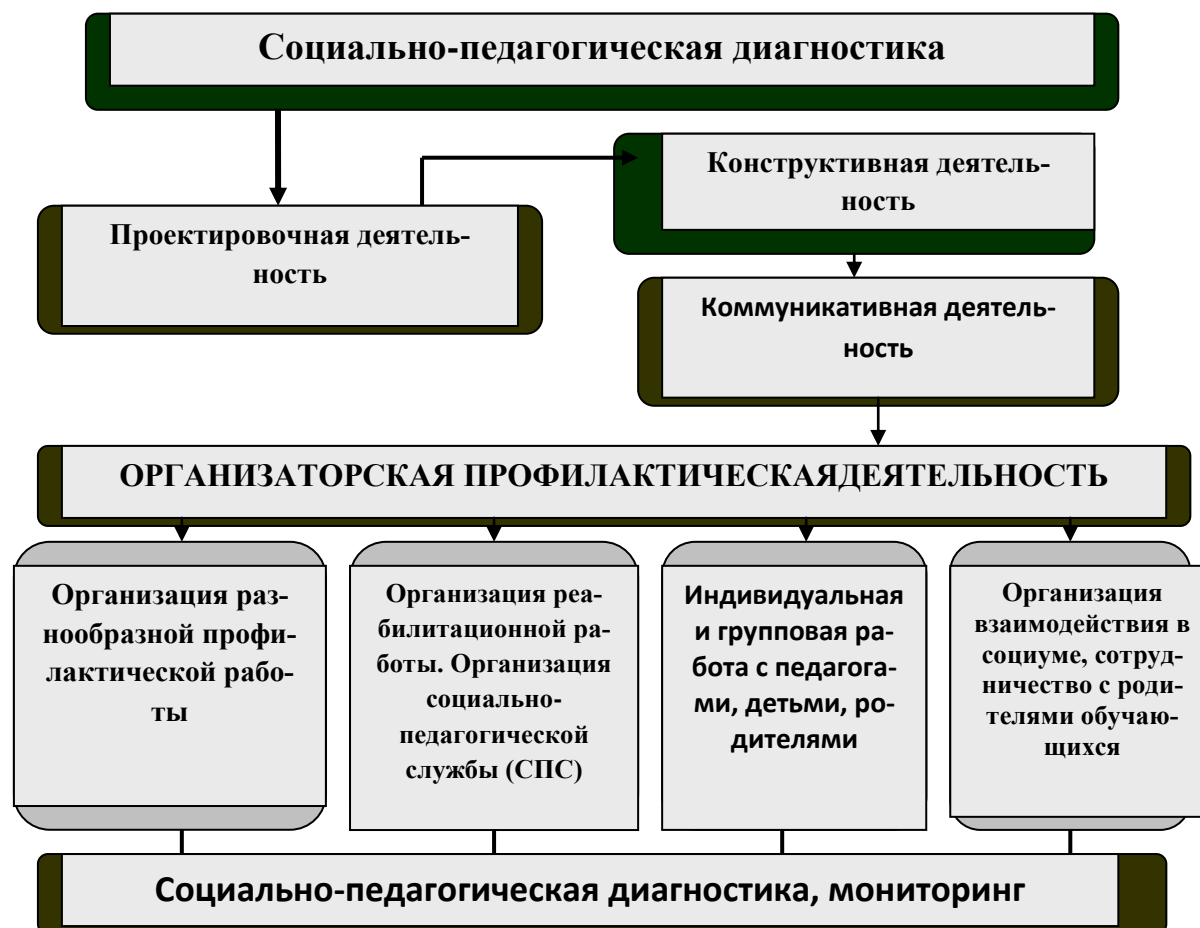 Социально-педагогическая диагностика
Конструктивная деятель-
ность
Проектировочная деятель-
ность
Коммуникативная деятель-
ность
ОРГАНИЗАТОРСКАЯ ПРОФИЛАКТИЧЕСКАЯДЕЯТЕЛЬНОСТЬ
Организация раз-
нообразной профи-
лактической рабо-
ты
Организация реа-
билитационной ра-
боты. Организация
социально-
педагогической
службы (СПС)
Индивидуальная
и групповая ра-
бота с педагога-
ми, детьми, ро-
дителями
Организация
взаимодействия в
социуме, сотруд-
ничество с роди-
телями обучаю-
щихся
Социально-педагогическая диагностика, мониторинг